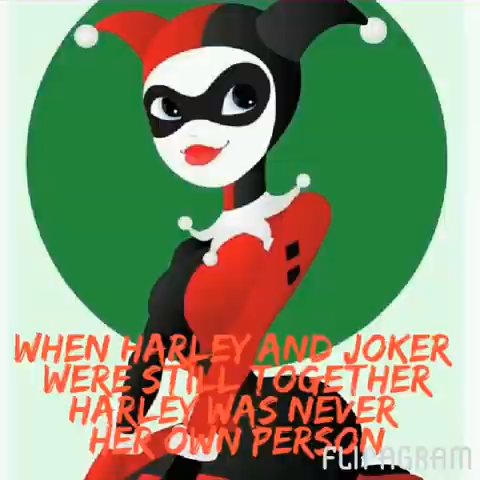 WHEN HARLEY AND JOKER
WERE STILL TOGETHER
HARLEY WAS NEVER
HER OWN PERSON
FLIPAGRAM